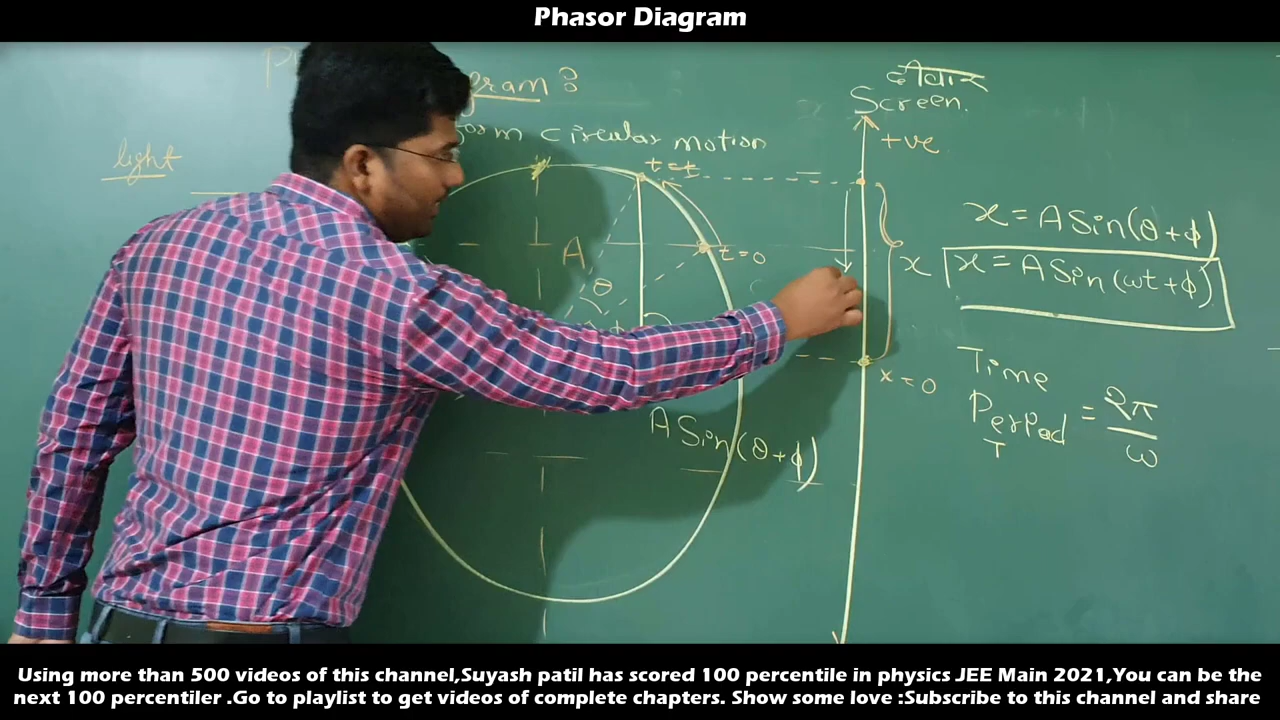 Phasor Diagram
gram :
Screen.
form circular motion
+ve
light
t=t
x = A Sin(θ+ϕ)
A
t=0
x
x = A Sin(ωt+ϕ)
θ
x=0
Time
Period = 2π/ω
T
A Sin(θ+ϕ)
Using more than 500 videos of this channel,Suyash patil has scored 100 percentile in physics JEE Main 2021,You can be the
next 100 percentiler .Go to playlist to get videos of complete chapters. Show some love :Subscribe to this channel and share